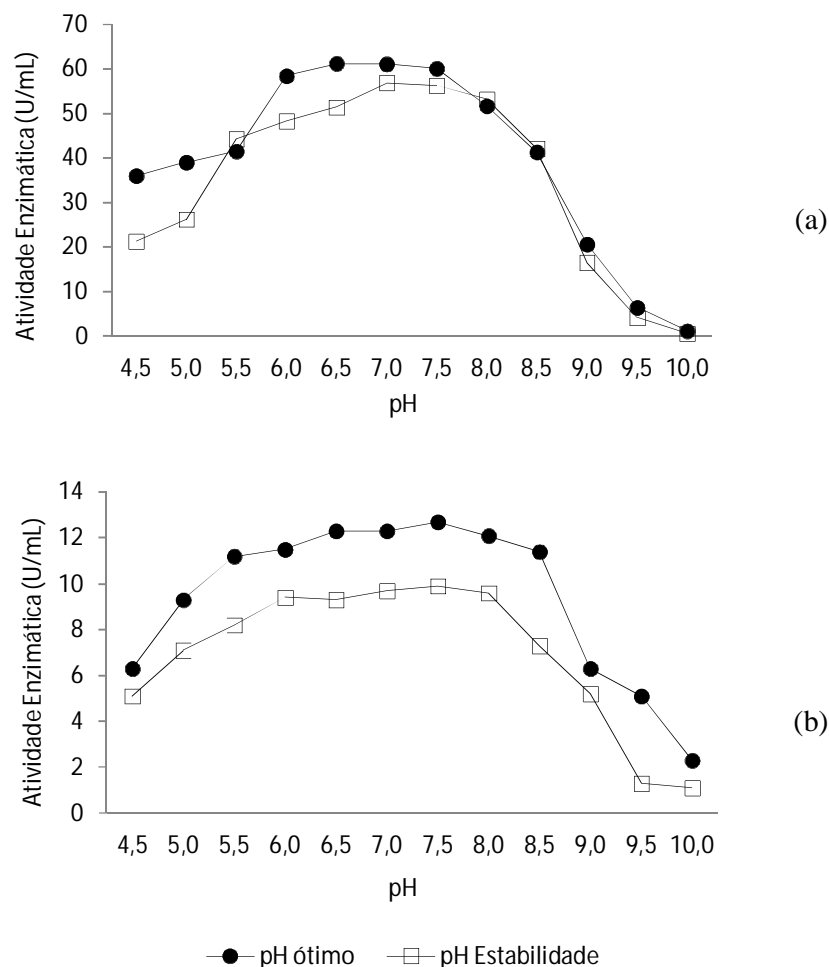 Atividade Enzimática (U/mL)
70
60
50
40
30
20
10
0
4,5 5,0 5,5 6,0 6,5 7,0 7,5 8,0 8,5 9,0 9,5 10,0
pH
(a)
Atividade Enzimática (U/mL)
14
12
10
8
6
4
2
0
4,5 5,0 5,5 6,0 6,5 7,0 7,5 8,0 8,5 9,0 9,5 10,0
pH
(b)
pH ótimo pH Estabilidade